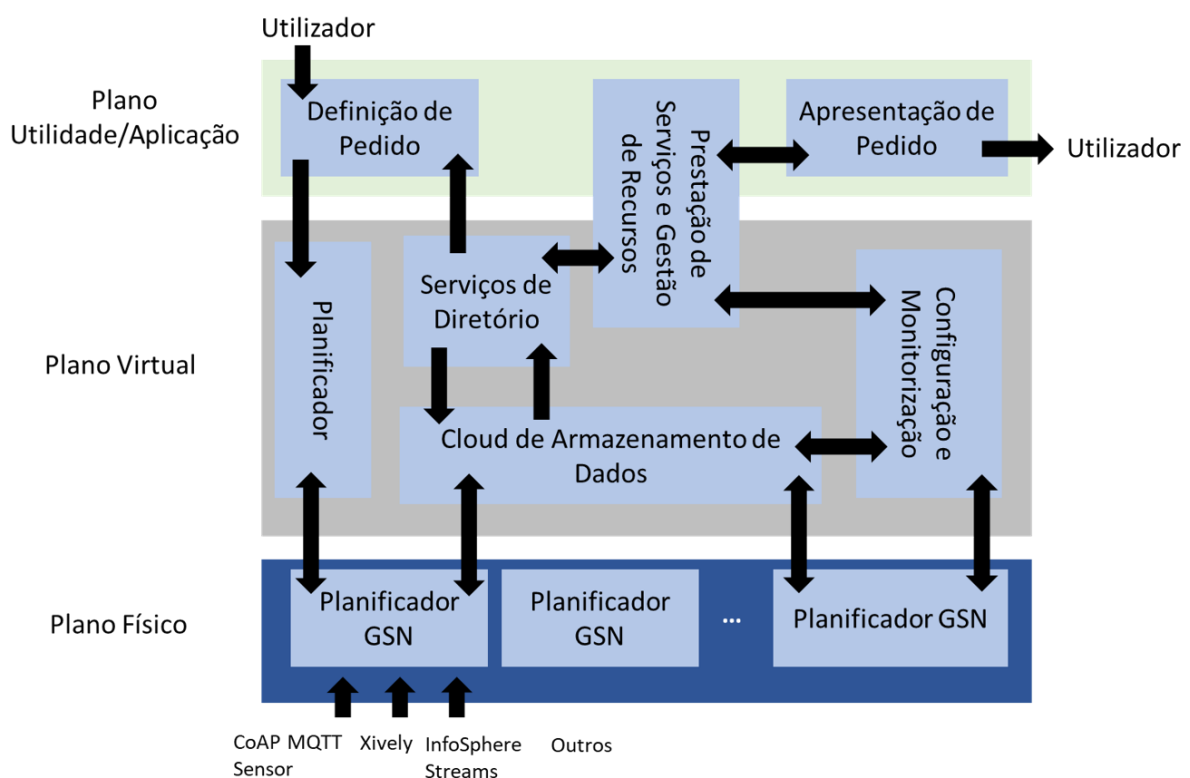 Utilizador
Plano
Utilidade/Aplicação
Definição de
Pedido
Prestação de
Serviços e Gestão
de Recursos
Apresentação de
Pedido
Utilizador
Plano Virtual
Planificador
Serviços de
Diretório
Configuração e
Monitorização
Cloud de Armazenamento de
Dados
Plano Físico
Planificador
GSN
Planificador
GSN
...
Planificador GSN
CoAP MQTT
Sensor
Xively
InfoSphere
Streams
Outros